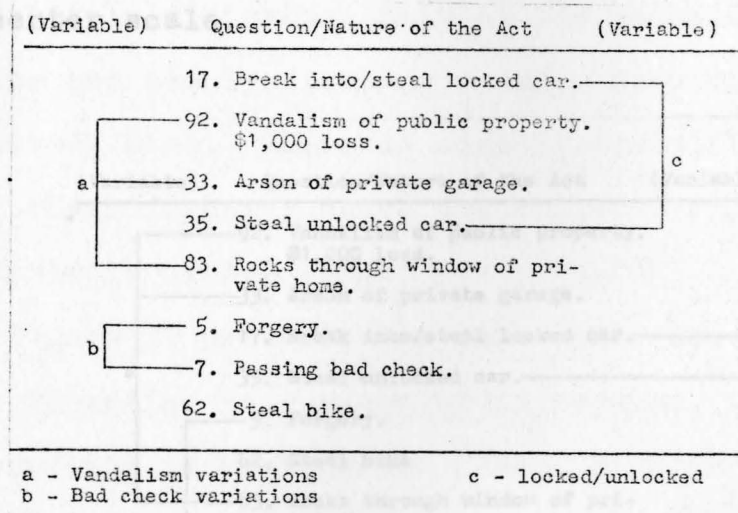 (Variable) Question/Nature of the Act (Variable)
17. Break into/steal locked car.
92. Vandalism of public property.
$1,000 loss.
c
a
33. Arson of private garage.
35. Steal unlocked car.
83. Rocks through window of pri-
vate home.
5. Forgery.
b
7. Passing bad check.
62. Steal bike.
a - Vandalism variations c - locked/unlocked
b - Bad check variations